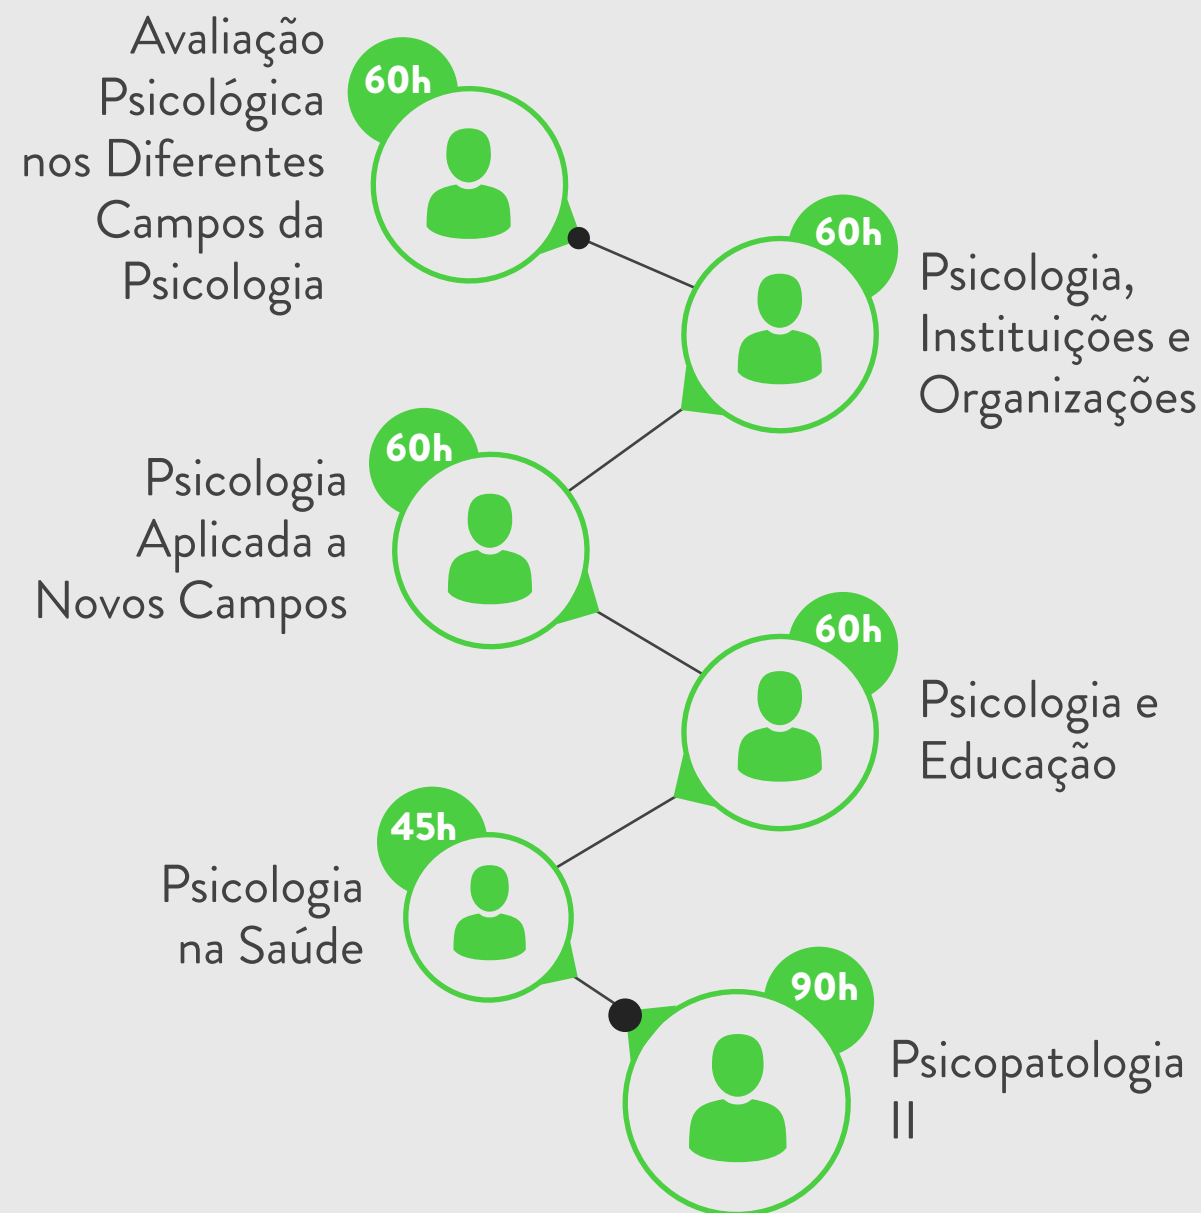 Avaliação
Psicológica
nos Diferentes
Campos da
Psicologia
60h
60h
Psicologia,
Instituições e
Organizações
60h
Psicologia
Aplicada a
Novos Campos
60h
Psicologia e
Educação
45h
Psicologia
na Saúde
90h
Psicopatologia
II